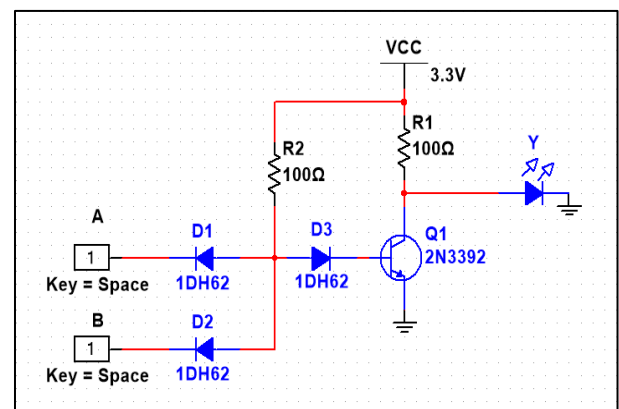 VCC
3.3V
R1
100Ω
Y
R2
100Ω
A
D1
D3
Q1
2N3392
1
Key = Space
1DH62
1DH62
B
D2
1
Key = Space
1DH62